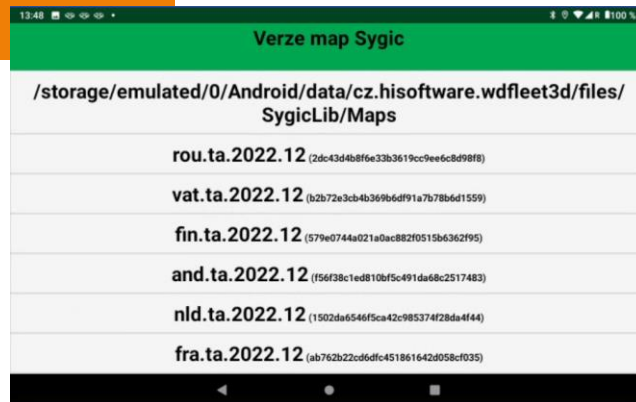 13:48
R 100 %
Verze map Sygic
/storage/emulated/0/Android/data/cz.hisoftware.wdfleet3d/files/
SygicLib/Maps
rou.ta.2022.12 (2dc43d4b8f6e33b3619cc9ee6c8d98f8)
vat.ta.2022.12 (b2b72e3cb4b369b6df91a7b78b6d1559)
fin.ta.2022.12 (579e0744a021a0ac882f0515b6362f95)
and.ta.2022.12 (f56f38c1ed810bf5c491da68c2517483)
nld.ta.2022.12 (1502da6546f5ca42c985374f28da4f44)
fra.ta.2022.12 (ab762b22cd6dfc451861642d058cf035)